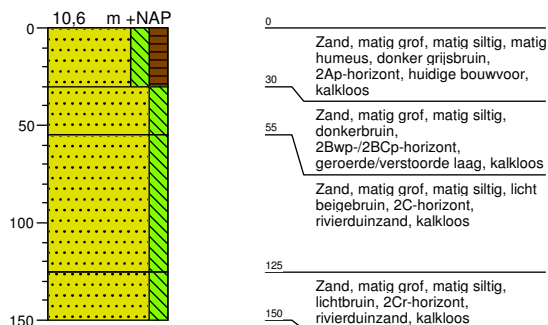 10,6 m +NAP
0
50
100
150
0
Zand, matig grof, matig siltig, matig
humeus, donker grijsbruin,
2Ap-horizont, huidige bouwvoor,
kalkloos
30
Zand, matig grof, matig siltig,
donkerbruin,
2Bwp-/2BCp-horizont,
geroerde/verstoorde laag, kalkloos
55
Zand, matig grof, matig siltig, licht
beigebruin, 2C-horizont,
rivierduinzand, kalkloos
125
Zand, matig grof, matig siltig,
lichtbruin, 2Cr-horizont,
rivierduinzand, kalkloos
150